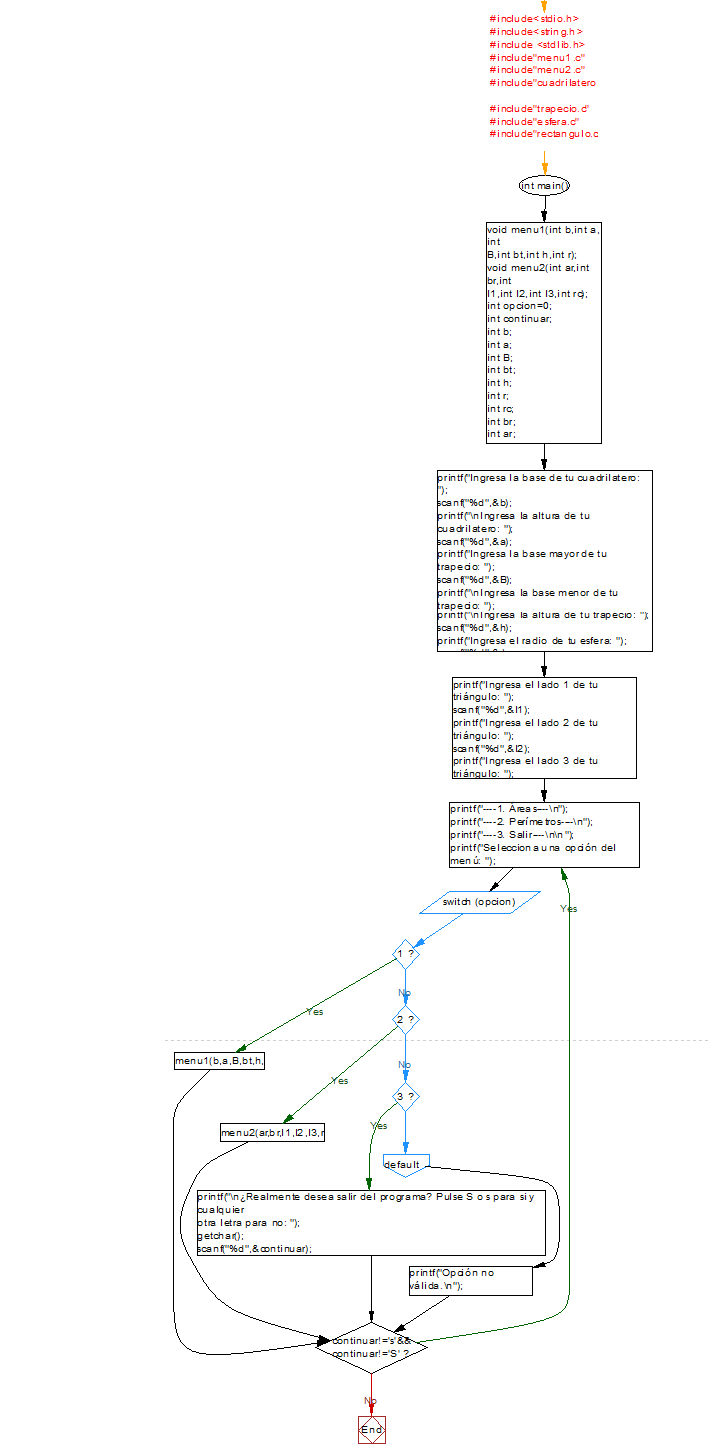 #include<stdio.h>
#include<string.h>
#include <stdlib.h>
#include"menu1.c"
#include"menu2.c"
#include"cuadrilatero
#include"trapecio.c"
#include"esfera.c"
#include"rectangulo.c
int main()
void menu1(int b,int a,
int
B,int bt,int h,int r);
void menu2(int ar,int
br,int
l1,int l2,int l3,int rc);
int opcion=0;
int continuar;
int b;
int a;
int B;
int bt;
int h;
int r;
int rc;
int br;
int ar;
printf("Ingresa la base de tu cuadrilatero:
");
scanf("%d",&b);
printf("\nIngresa la altura de tu
cuadrilatero: ");
scanf("%d",&a);
printf("Ingresa la base mayor de tu
trapecio: ");
scanf("%d",&B);
printf("\nIngresa la base menor de tu
trapecio: ");
printf("\nIngresa la altura de tu trapecio: ");
scanf("%d",&h);
printf("Ingresa el radio de tu esfera: ");
printf("Ingresa el lado 1 de tu
triángulo: ");
scanf("%d",&l1);
printf("Ingresa el lado 2 de tu
triángulo: ");
scanf("%d",&l2);
printf("Ingresa el lado 3 de tu
triángulo: ");
printf("----1. Áreas----\n");
printf("----2. Perímetros----\n");
printf("----3. Salir----\n\n ");
printf("Selecciona una opción del
menú: ");
switch (opcion)
Yes
1 ?
No
Yes
2 ?
menu1(b,a,B,bt,h,
No
Yes
3 ?
Yes
menu2(ar,br,l1,l2,l3,r
default
printf("\n¿Realmente desea salir del programa? Pulse S o s para si y
cualquier
otra letra para no: ");
getchar();
scanf("%d",&continuar);
printf("Opción no
válida.\n");
continuar!='s'&&
continuar!='S' ?
No
End